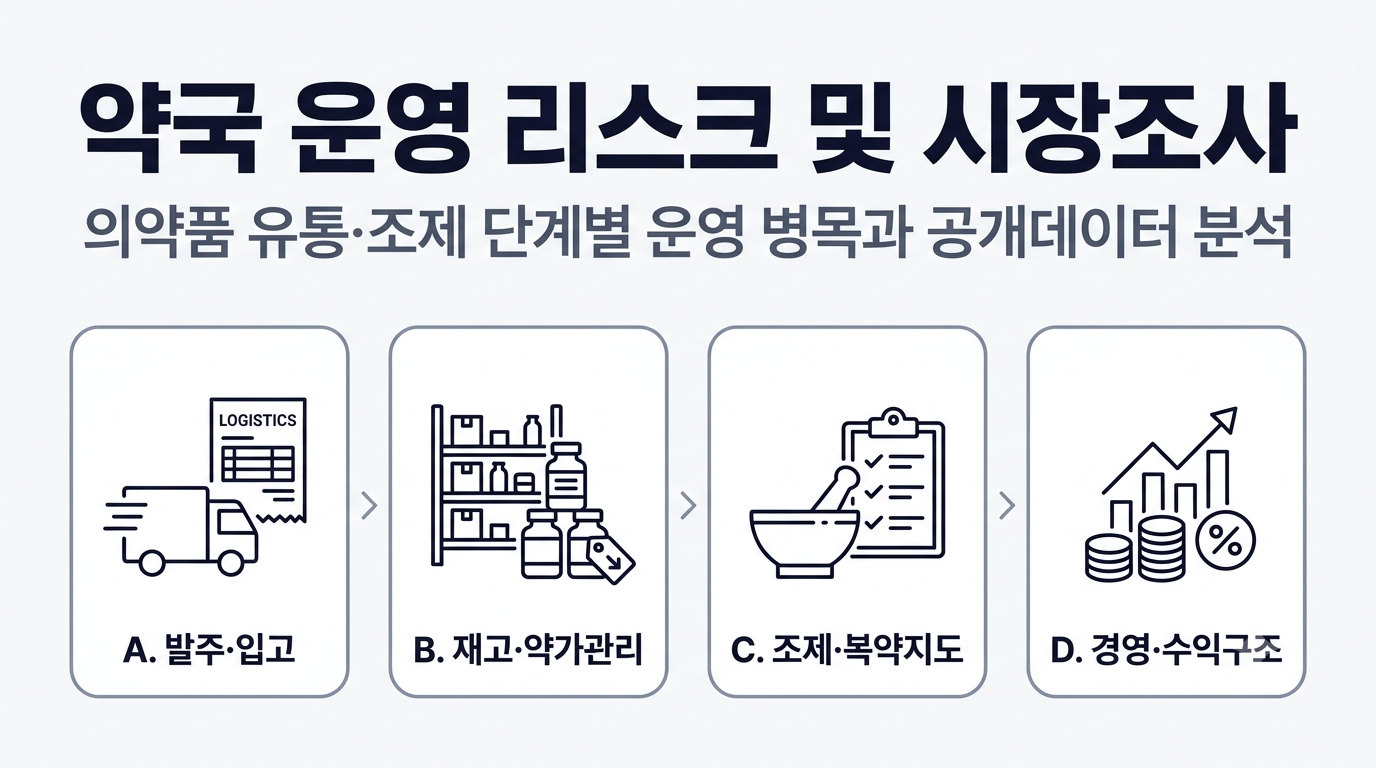 약국 운영 리스크 및 시장조사
의약품 유통·조제 단계별 운영 병목과 공개데이터 분석
LOGISTICS
A. 발주·입고
B. 재고·약가관리
C. 조제·복약지도
D. 경영·수익구조